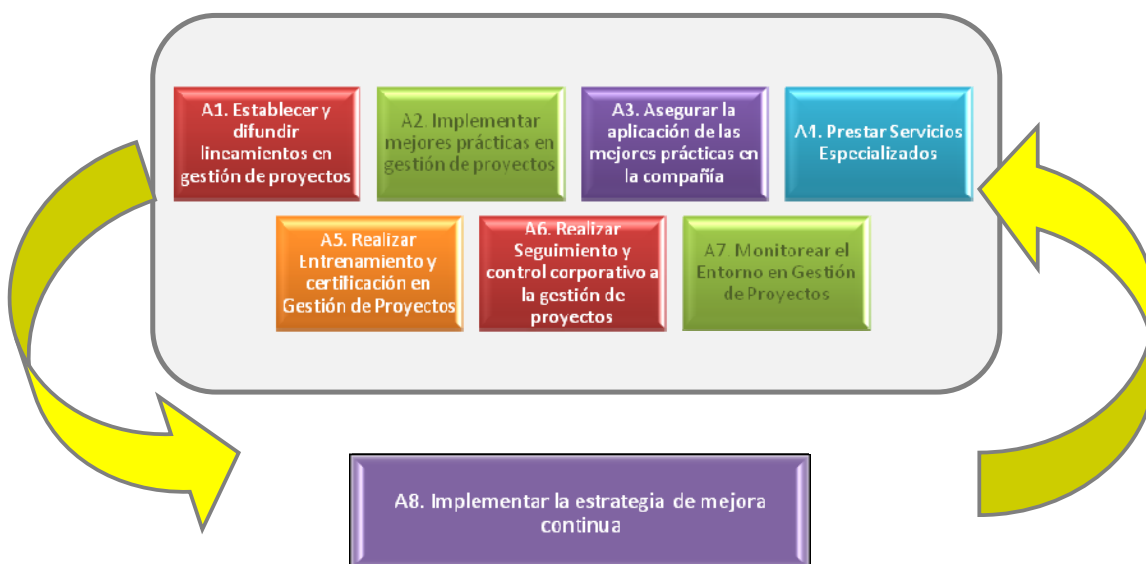 A1. Establecer y
difundir
lineamientos en
gestión de proyectos
A2. Implementar
mejores prácticas en
gestión de proyectos
A3. Asegurar la
aplicación de las
mejores prácticas en
la compañía
A4. Prestar Servicios
Especializados
A5. Realizar
Entrenamiento y
certificación en
Gestión de Proyectos
A6. Realizar
Seguimiento y
control corporativo a
la gestión de
proyectos
A7. Monitorear el
Entorno en Gestión
de Proyectos
A8. Implementar la estrategia de mejora
continua